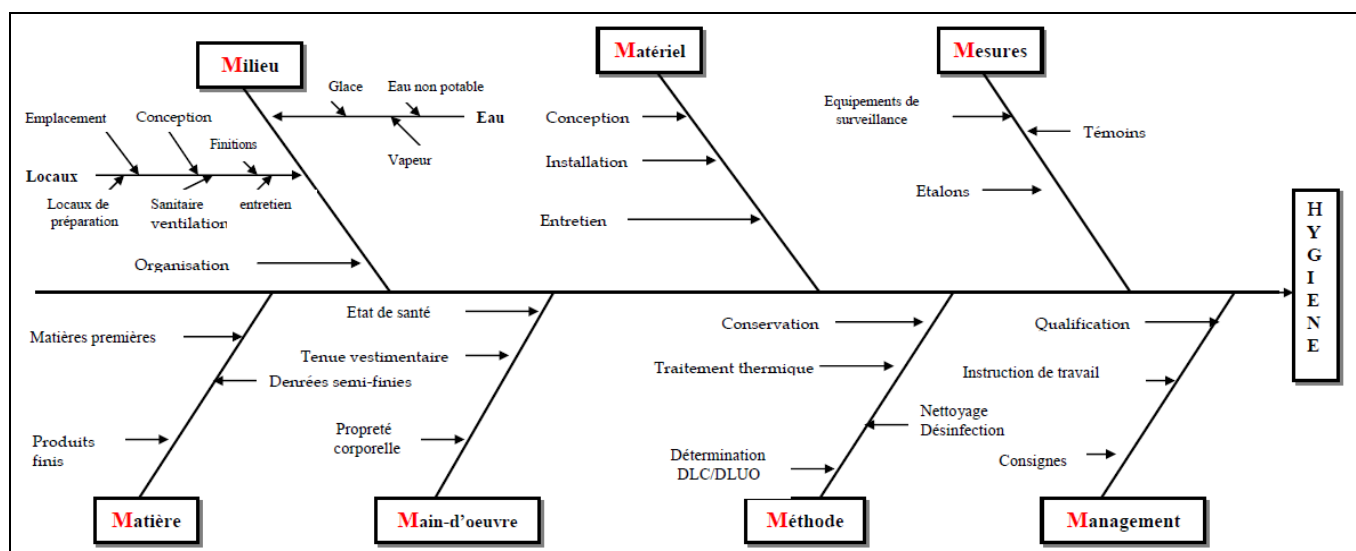 Milieu
Matériel
Mesures
Glace
Eau non potable
Eau
Vapeur
Emplacement
Conception
Finitions
Locaux
Locaux de
préparation
Sanitaire
ventilation
entretien
Organisation
Conception
Installation
Entretien
Equipements de
surveillance
Témoins
Etalons
HYGIENE
Matières premières
Denrées semi-finies
Produits
finis
Etat de santé
Tenue vestimentaire
Propreté
corporelle
Conservation
Traitement thermique
Nettoyage
Désinfection
Détermination
DLC/DLUO
Qualification
Instruction de travail
Consignes
Matière
Main-d'oeuvre
Méthode
Management